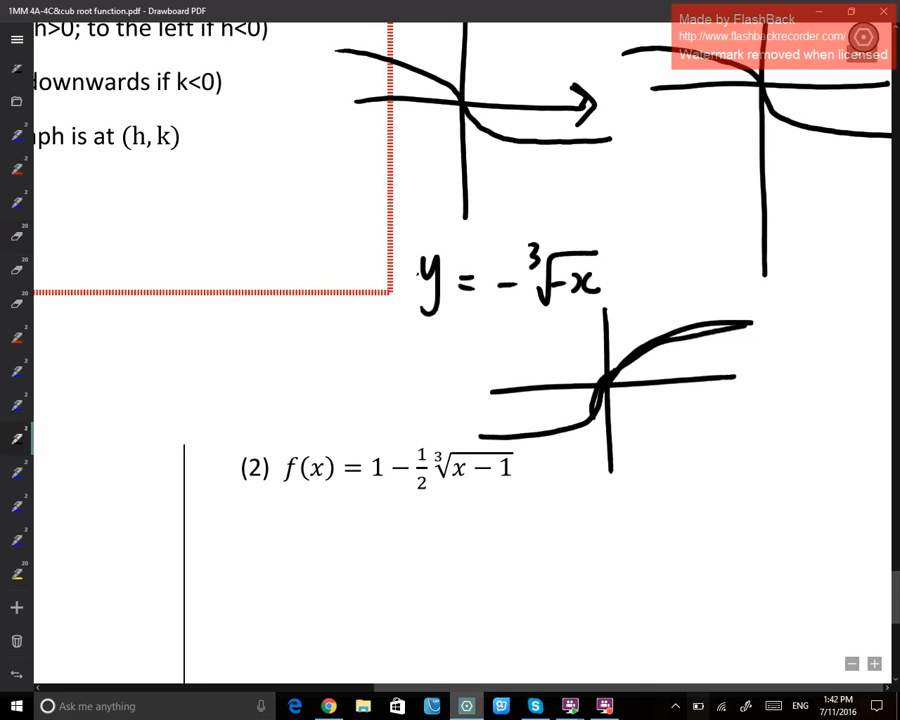 1MM 4A-4C&cub root function.pdf - Drawboard PDF
Made by FlashBack
http://www.flashbackrecorder.com/
Watermark removed when licensed
h>0; to the left if h<0)
downwards if k<0)
ph is at (h, k)
y = - ∛-x
(2) f(x) = 1 − 1/2 ∛x − 1
Ask me anything
ENG
1:42 PM
7/11/2016